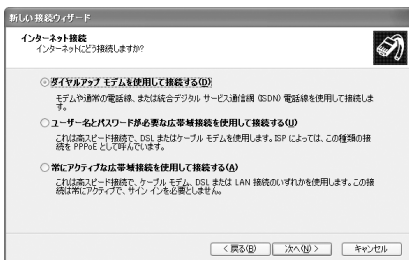 新しい接続ウィザード
インターネット接続
インターネットにどう接続しますか?
ダイヤルアップ モデムを使用して接続する(D)
モデムや通常の電話線、または統合デジタル サービス通信網 (ISDN) 電話線を使用して接続しま
す。
ユーザー名とパスワードが必要な広帯域接続を使用して接続する(U)
これは高スピード接続で、DSL またはケーブル モデムを使用します。ISP によっては、この種類の接
続を PPPoE として呼んでいます。
常にアクティブな広帯域接続を使用して接続する(A)
これは高スピード接続で、ケーブル モデム、DSL または LAN 接続のいずれかを使用します。この接
続は常にアクティブで、サイン インを必要としません。
< 戻る(B) 次へ(N) > キャンセル